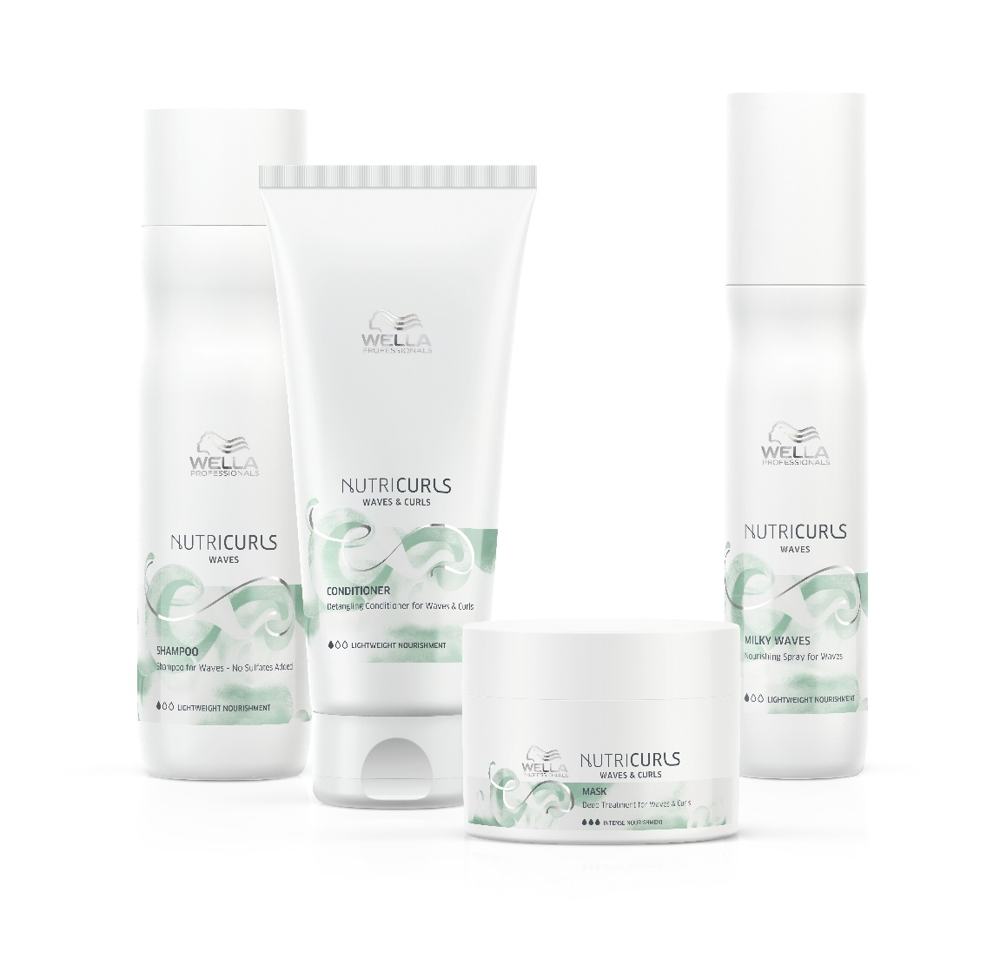 WELLA
PROFESSIONALS
NUTRICURLS
WAVES
SHAMPOO
Shampoo for Waves - No Sulfates Added
LIGHTWEIGHT NOURISHMENT
WELLA
PROFESSIONALS
NUTRICURLS
WAVES & CURLS
CONDITIONER
Detangling Conditioner for Waves & Curls
LIGHTWEIGHT NOURISHMENT
WELLA
PROFESSIONALS
NUTRICURLS
WAVES & CURLS
MASK
Deep Treatment for Waves & Curls
INTENSE NOURISHMENT
WELLA
PROFESSIONALS
NUTRICURLS
WAVES
MILKY WAVES
Nourishing Spray for Waves
LIGHTWEIGHT NOURISHMENT